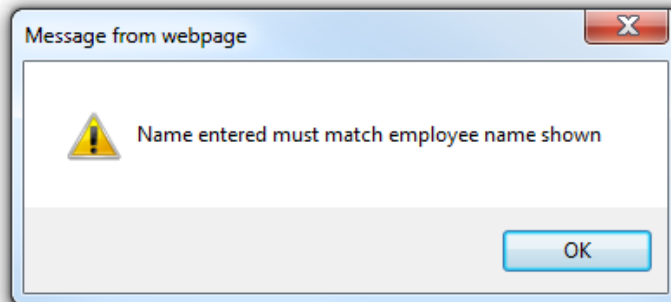 Message from webpage
Name entered must match employee name shown
OK